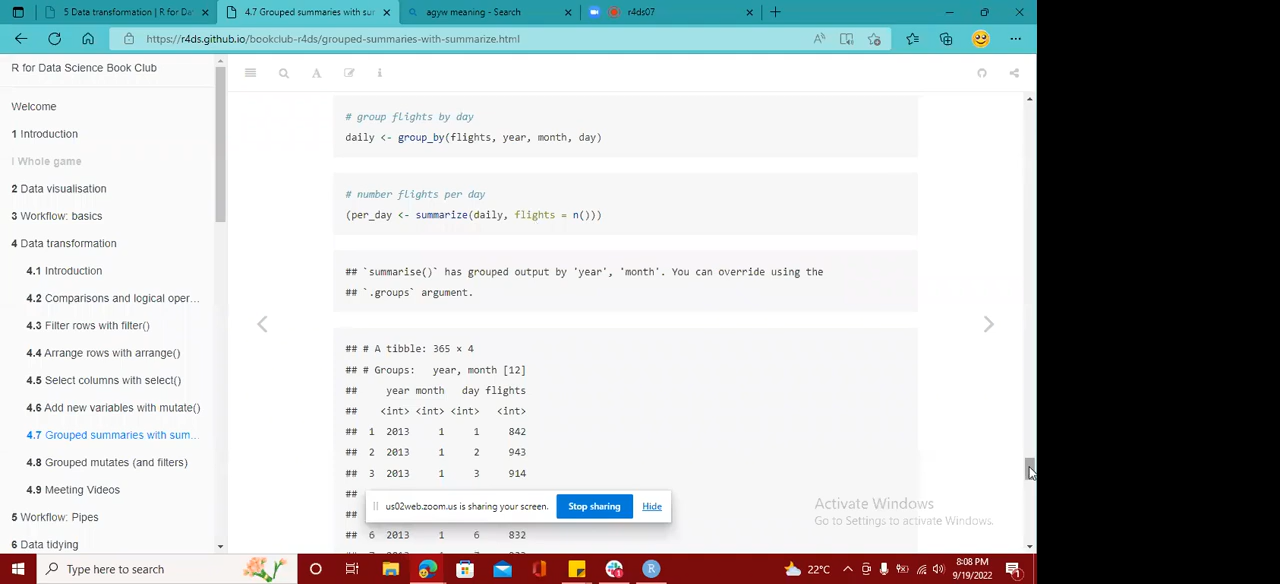 5 Data transformation | R for Da
4.7 Grouped summaries with sum
agyw meaning - Search
r4ds07
https://r4ds.github.io/bookclub-r4ds/grouped-summaries-with-summarize.html
R for Data Science Book Club
Welcome
1 Introduction
I Whole game
2 Data visualisation
3 Workflow: basics
4 Data transformation
4.1 Introduction
4.2 Comparisons and logical oper...
4.3 Filter rows with filter()
4.4 Arrange rows with arrange()
4.5 Select columns with select()
4.6 Add new variables with mutate()
4.7 Grouped summaries with sum...
4.8 Grouped mutates (and filters)
4.9 Meeting Videos
5 Workflow: Pipes
6 Data tidying
# group flights by day
daily <- group_by(flights, year, month, day)
# number flights per day
(per_day <- summarize(daily, flights = n()))
## `summarise()` has grouped output by 'year', 'month'. You can override using the
## `.groups` argument.
## # A tibble: 365 × 4
## # Groups: year, month [12]
## year month day flights
## <int> <int> <int> <int>
## 1 2013 1 1 842
## 2 2013 1 2 943
## 3 2013 1 3 914
##
##
## 6 2013 1 6 832
us02web.zoom.us is sharing your screen.
Stop sharing
Hide
Activate Windows
Go to Settings to activate Windows.
Type here to search
22°C
8:08 PM
9/19/2022